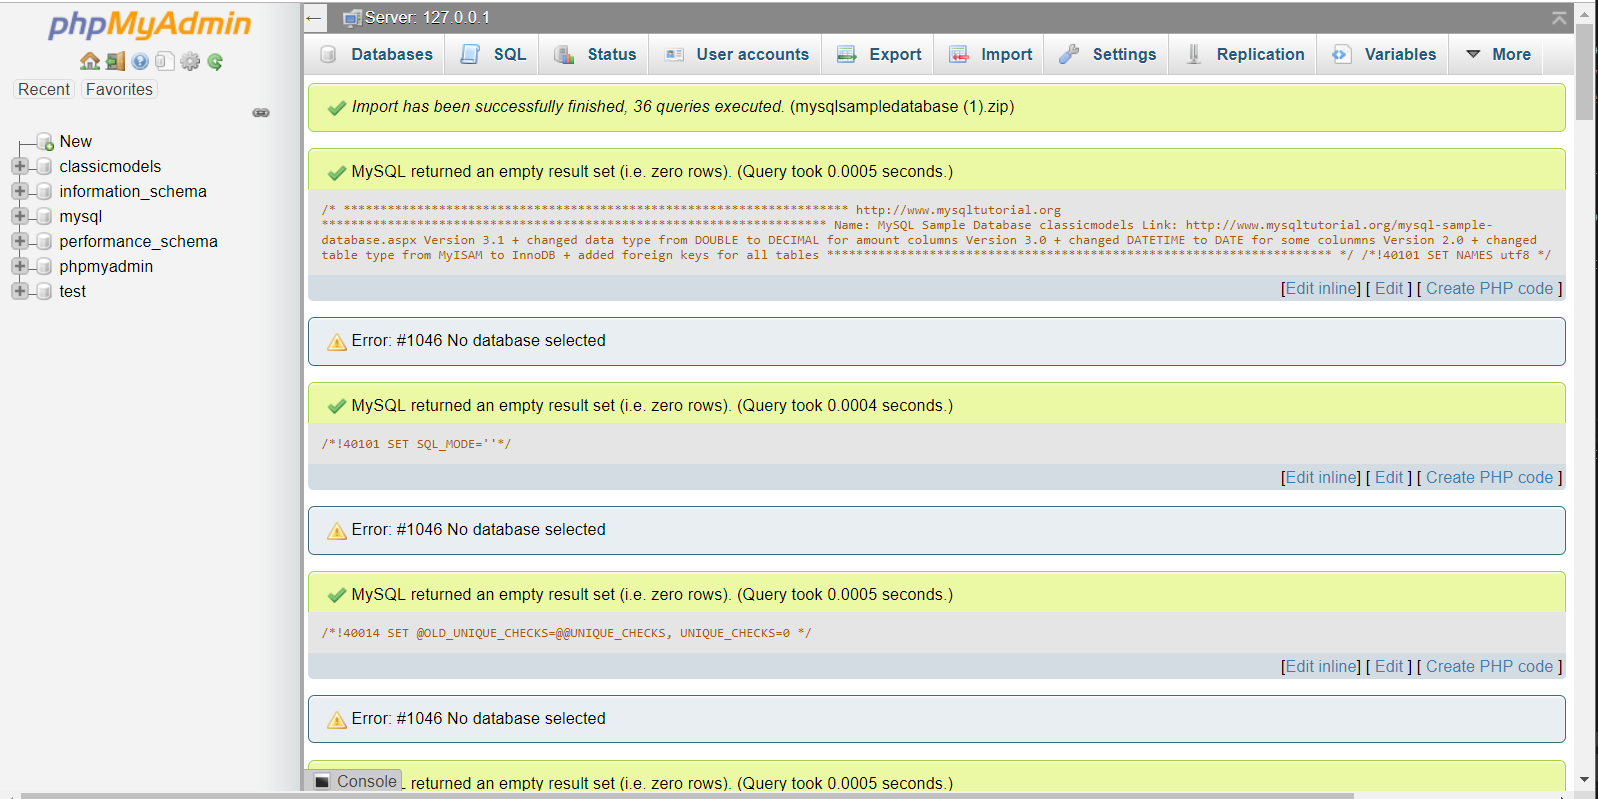 phpMyAdmin
Recent
Favorites
New
classicmodels
information_schema
mysql
performance_schema
phpmyadmin
test
Server: 127.0.0.1
Databases
SQL
Status
User accounts
Export
Import
Settings
Replication
Variables
More
Import has been successfully finished, 36 queries executed. (mysqlsampledatabase (1).zip)
MySQL returned an empty result set (i.e. zero rows). (Query took 0.0005 seconds.)
/* ********************************************************************* http://www.mysqltutorial.org
********************************************************************* Name: MySQL Sample Database classicmodels Link: http://www.mysqltutorial.org/mysql-sample-
database.aspx Version 3.1 + changed data type from DOUBLE to DECIMAL for amount columns Version 3.0 + changed DATETIME to DATE for some colunmns Version 2.0 + changed
table type from MyISAM to InnoDB + added foreign keys for all tables ********************************************************************* */ /*!40101 SET NAMES utf8 */
[Edit inline] [ Edit ] [ Create PHP code ]
Error: #1046 No database selected
MySQL returned an empty result set (i.e. zero rows). (Query took 0.0004 seconds.)
/*!40101 SET SQL_MODE=''*/
[Edit inline] [ Edit ] [ Create PHP code ]
Error: #1046 No database selected
MySQL returned an empty result set (i.e. zero rows). (Query took 0.0005 seconds.)
/*!40014 SET @OLD_UNIQUE_CHECKS=@@UNIQUE_CHECKS, UNIQUE_CHECKS=0 */
[Edit inline] [ Edit ] [ Create PHP code ]
Error: #1046 No database selected
Console
L returned an empty result set (i.e. zero rows). (Query took 0.0005 seconds.)